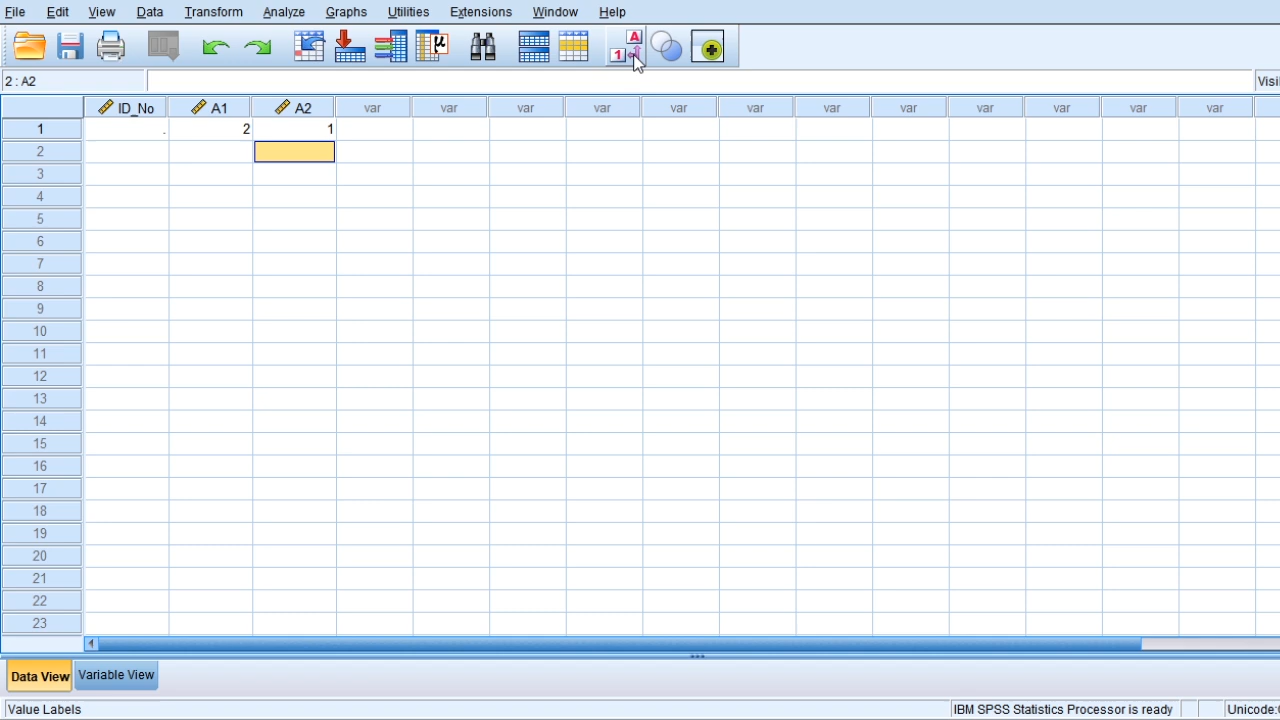 File Edit View Data Transform Analyze Graphs Utilities Extensions Window Help
A
1
μ
2 : A2
Visi
ID_No A1 A2 var var var var var var var var var var var var
1 . 2 1
2
3
4
5
6
7
8
9
10
11
12
13
14
15
16
17
18
19
20
21
22
23
Data View Variable View
Value Labels IBM SPSS Statistics Processor is ready Unicode: